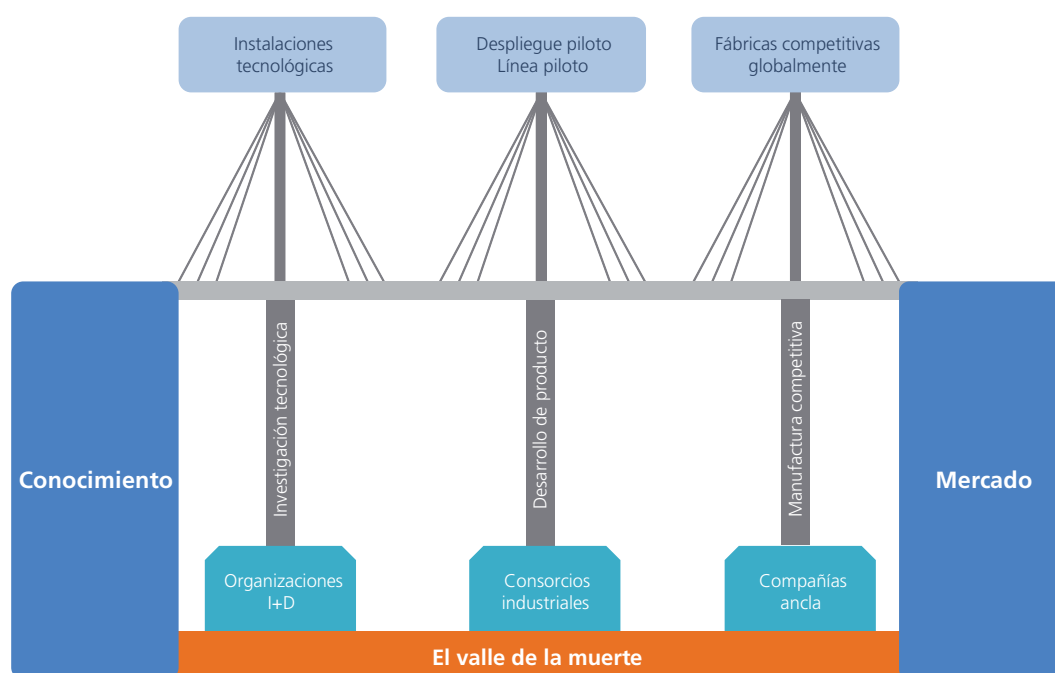 Instalaciones
tecnológicas
Despliegue piloto
Línea piloto
Fábricas competitivas
globalmente
Conocimiento
Investigación tecnológica
Desarrollo de producto
Manufactura competitiva
Mercado
Organizaciones
I+D
Consorcios
industriales
Compañías
ancla
El valle de la muerte